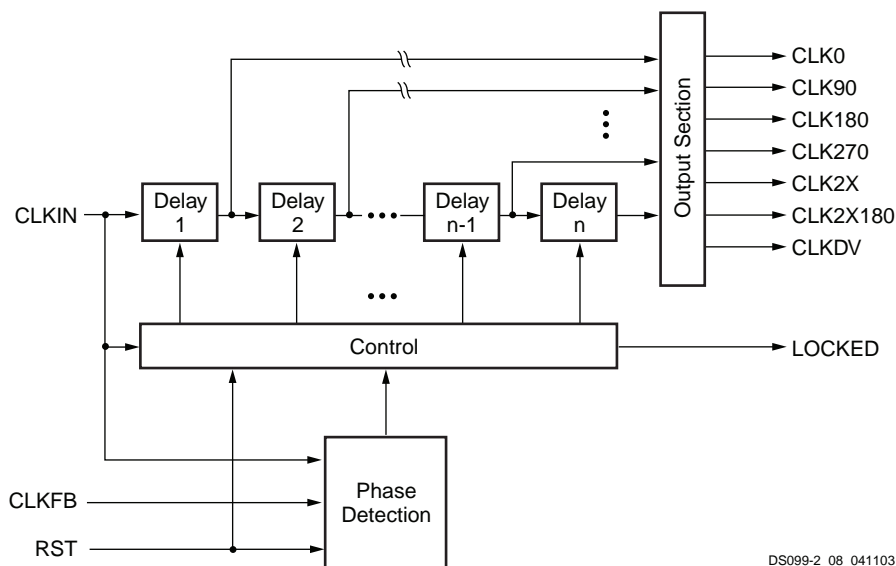 CLK0
CLK90
CLK180
CLK270
CLK2X
CLK2X180
CLKDV
Output Section
CLKIN
Delay
1
Delay
2
Delay
n-1
Delay
n
Control
LOCKED
Phase
Detection
CLKFB
RST
DS099-2_08_041103